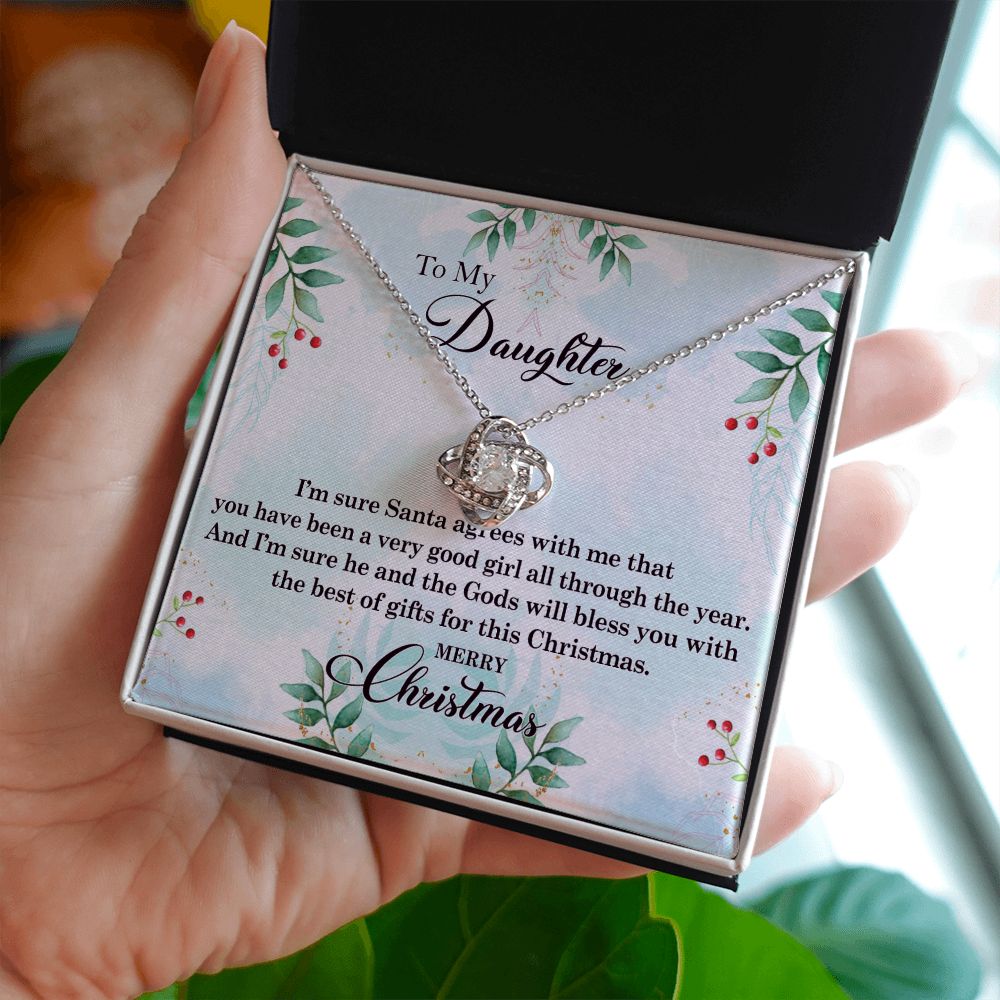 To My
Daughter
I'm sure Santa agrees with me that
you have been a very good girl all through the year.
And I'm sure he and the Gods will bless you with
the best of gifts for this Christmas.
MERRY
Christmas